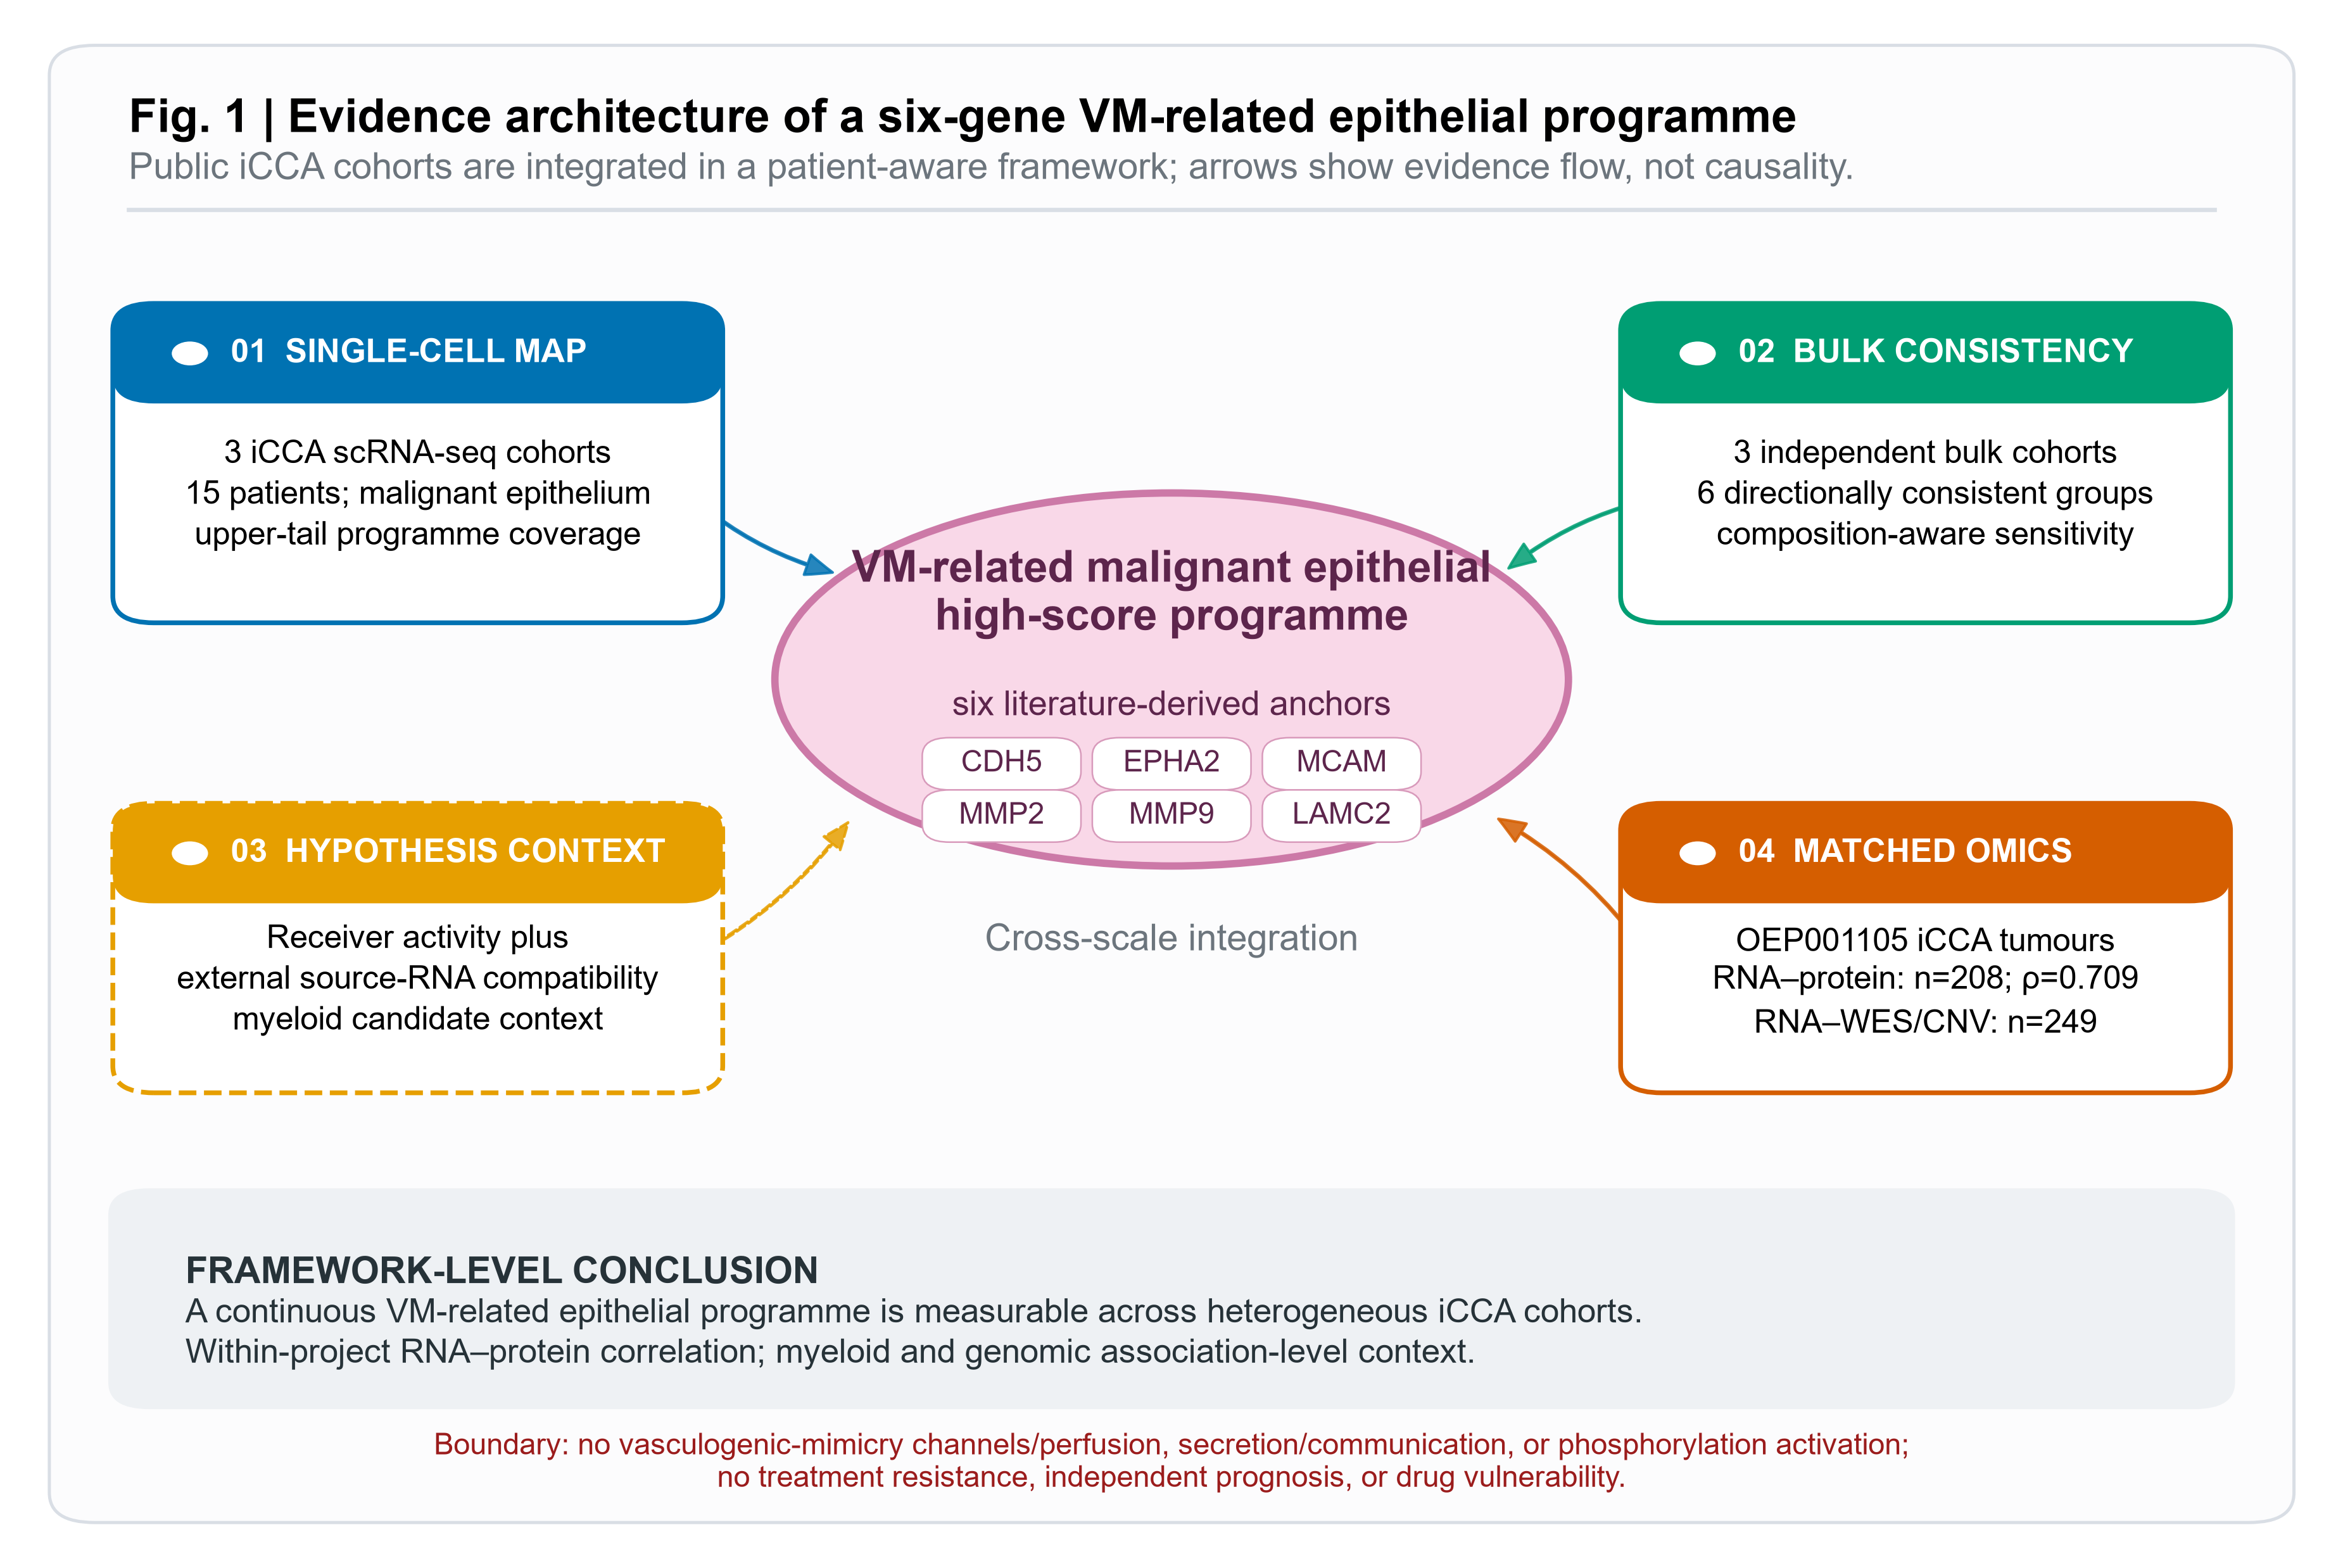 Fig. 1 | Evidence architecture of a six-gene VM-related epithelial programme
Public iCCA cohorts are integrated in a patient-aware framework; arrows show evidence flow, not causality.
01 SINGLE-CELL MAP
3 iCCA scRNA-seq cohorts
15 patients; malignant epithelium
upper-tail programme coverage
02 BULK CONSISTENCY
3 independent bulk cohorts
6 directionally consistent groups
composition-aware sensitivity
VM-related malignant epithelial
high-score programme
six literature-derived anchors
CDH5 EPHA2 MCAM
MMP2 MMP9 LAMC2
Cross-scale integration
03 HYPOTHESIS CONTEXT
Receiver activity plus
external source-RNA compatibility
myeloid candidate context
04 MATCHED OMICS
OEP001105 iCCA tumours
RNA–protein: n=208; ρ=0.709
RNA–WES/CNV: n=249
FRAMEWORK-LEVEL CONCLUSION
A continuous VM-related epithelial programme is measurable across heterogeneous iCCA cohorts.
Within-project RNA–protein correlation; myeloid and genomic association-level context.
Boundary: no vasculogenic-mimicry channels/perfusion, secretion/communication, or phosphorylation activation;
no treatment resistance, independent prognosis, or drug vulnerability.